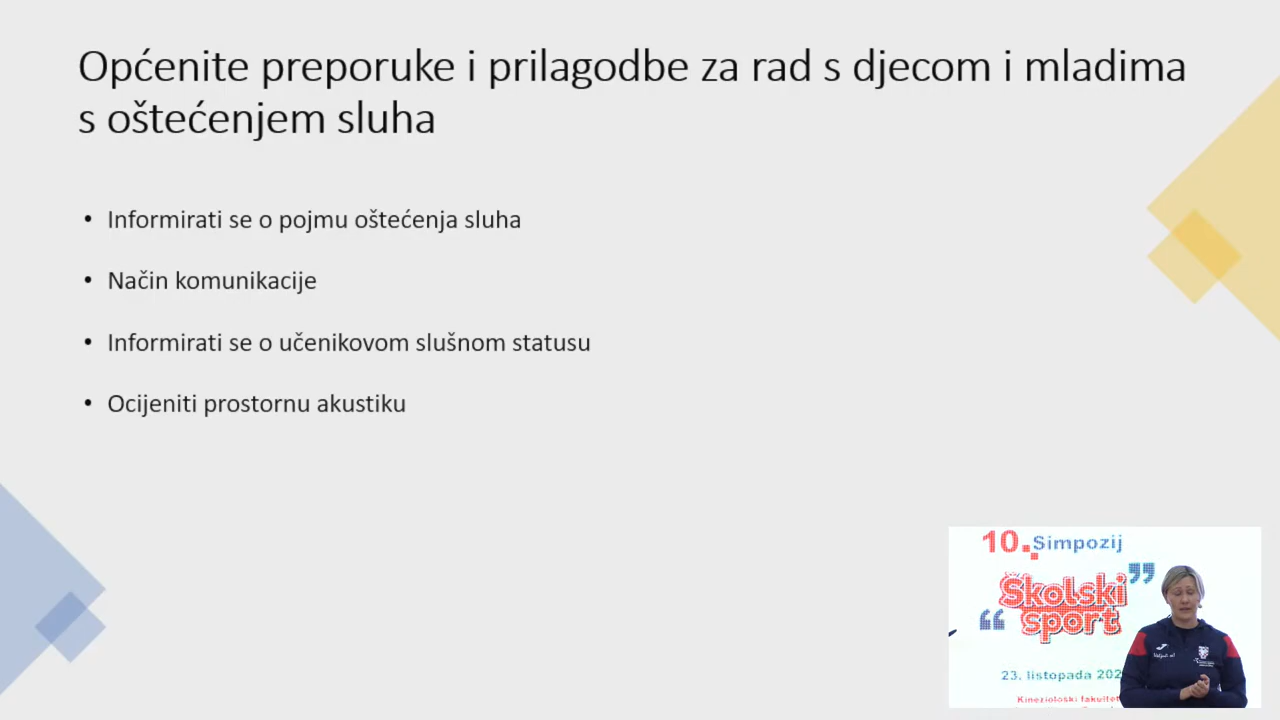 Općenite preporuke i prilagodbe za rad s djecom i mladima
s oštećenjem sluha
• Informirati se o pojmu oštećenja sluha
• Način komunikacije
• Informirati se o učenikovom slušnom statusu
• Ocijeniti prostornu akustiku
10. Simpozij
“ Školski ”
sport
23. listopada 202
Kineziološki fakultet